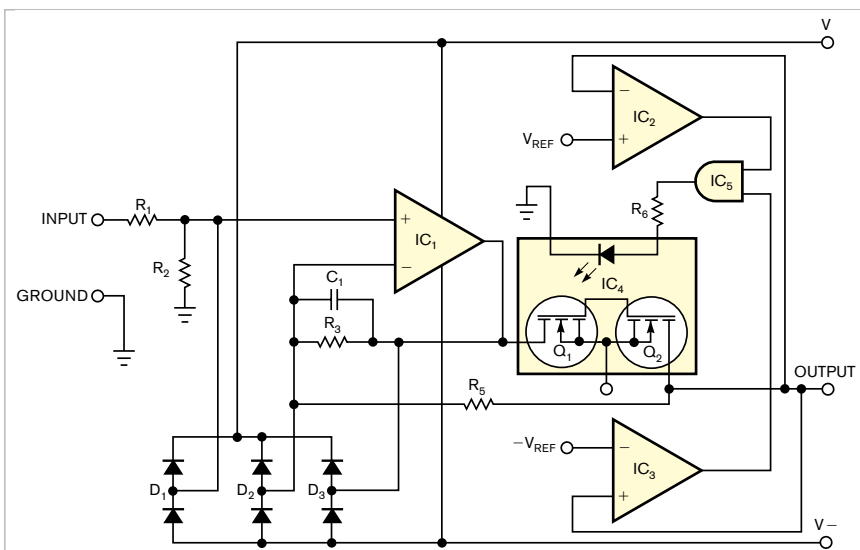 V
IC2
VREF
IC5
R1
INPUT
IC1
R6
R2
C1
IC4
GROUND
R3
Q1
Q2
OUTPUT
R5
−VREF
IC3
D1
D2
D3
V−